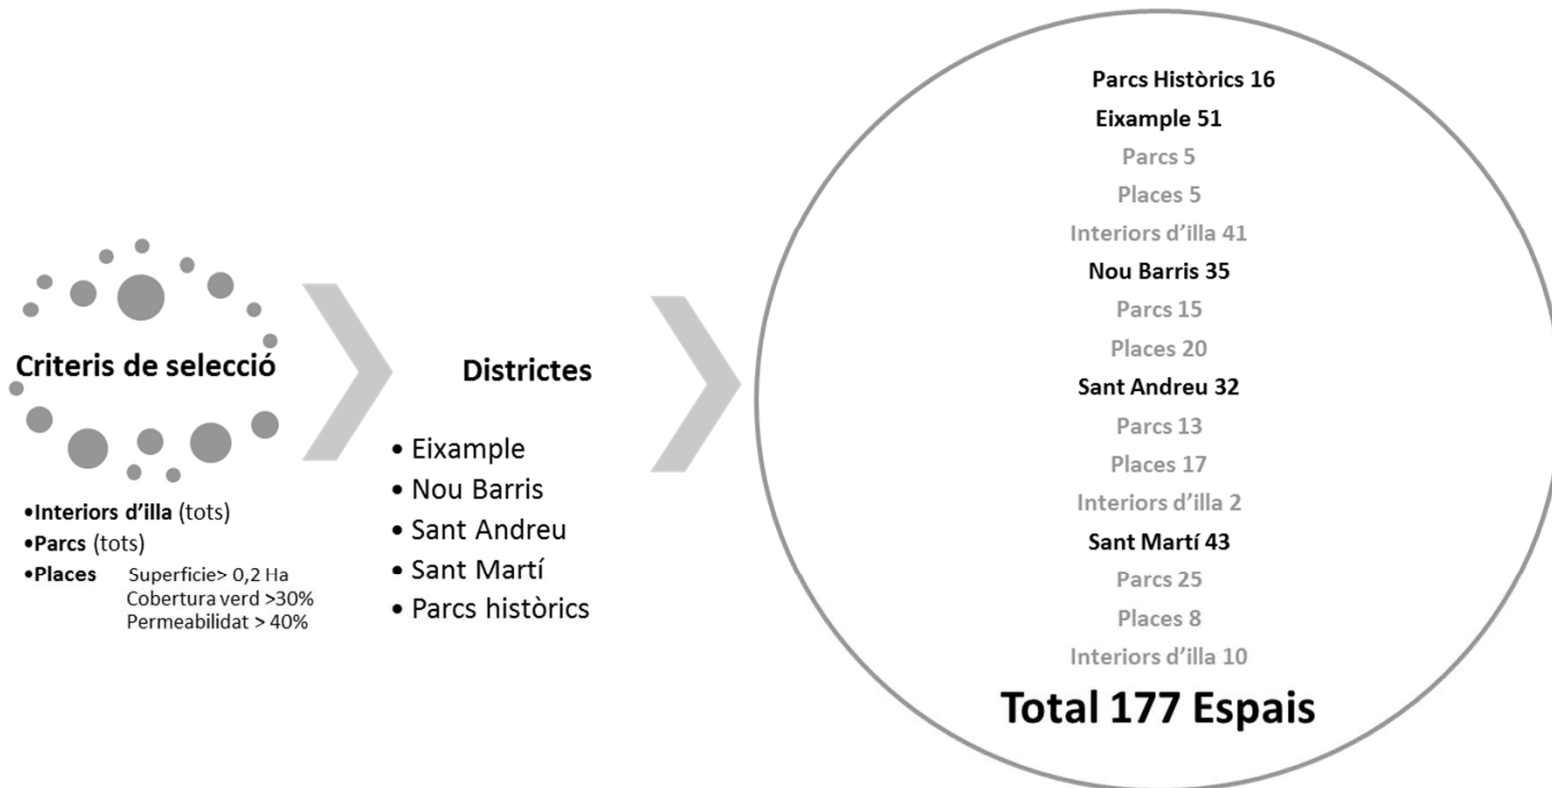 Criteris de selecció
•Interiors d'illa (tots)
•Parcs (tots)
•Places Superficie> 0,2 Ha
Cobertura verd >30%
Permeabilidat > 40%
Districtes
• Eixample
• Nou Barris
• Sant Andreu
• Sant Martí
• Parcs històrics
Parcs Històrics 16
Eixample 51
Parcs 5
Places 5
Interiors d'illa 41
Nou Barris 35
Parcs 15
Places 20
Sant Andreu 32
Parcs 13
Places 17
Interiors d'illa 2
Sant Martí 43
Parcs 25
Places 8
Interiors d'illa 10
Total 177 Espais